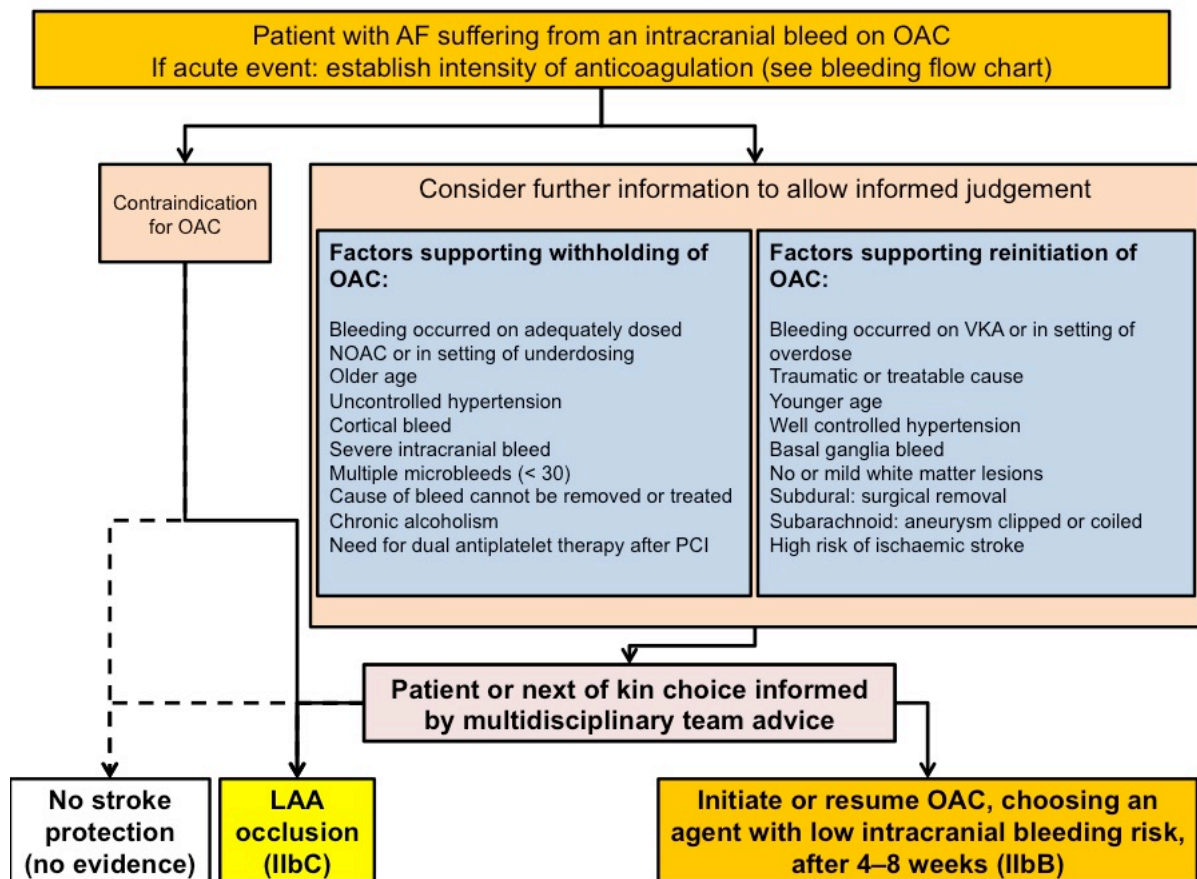 Patient with AF suffering from an intracranial bleed on OAC
If acute event: establish intensity of anticoagulation (see bleeding flow chart)
Contraindication
for OAC
Consider further information to allow informed judgement
Factors supporting withholding of
OAC:
Bleeding occurred on adequately dosed
NOAC or in setting of underdosing
Older age
Uncontrolled hypertension
Cortical bleed
Severe intracranial bleed
Multiple microbleeds (< 30)
Cause of bleed cannot be removed or treated
Chronic alcoholism
Need for dual antiplatelet therapy after PCI
Factors supporting reinitiation of
OAC:
Bleeding occurred on VKA or in setting of
overdose
Traumatic or treatable cause
Younger age
Well controlled hypertension
Basal ganglia bleed
No or mild white matter lesions
Subdural: surgical removal
Subarachnoid: aneurysm clipped or coiled
High risk of ischaemic stroke
Patient or next of kin choice informed
by multidisciplinary team advice
No stroke
protection
(no evidence)
LAA
occlusion
(IIbC)
Initiate or resume OAC, choosing an
agent with low intracranial bleeding risk,
after 4–8 weeks (IIbB)